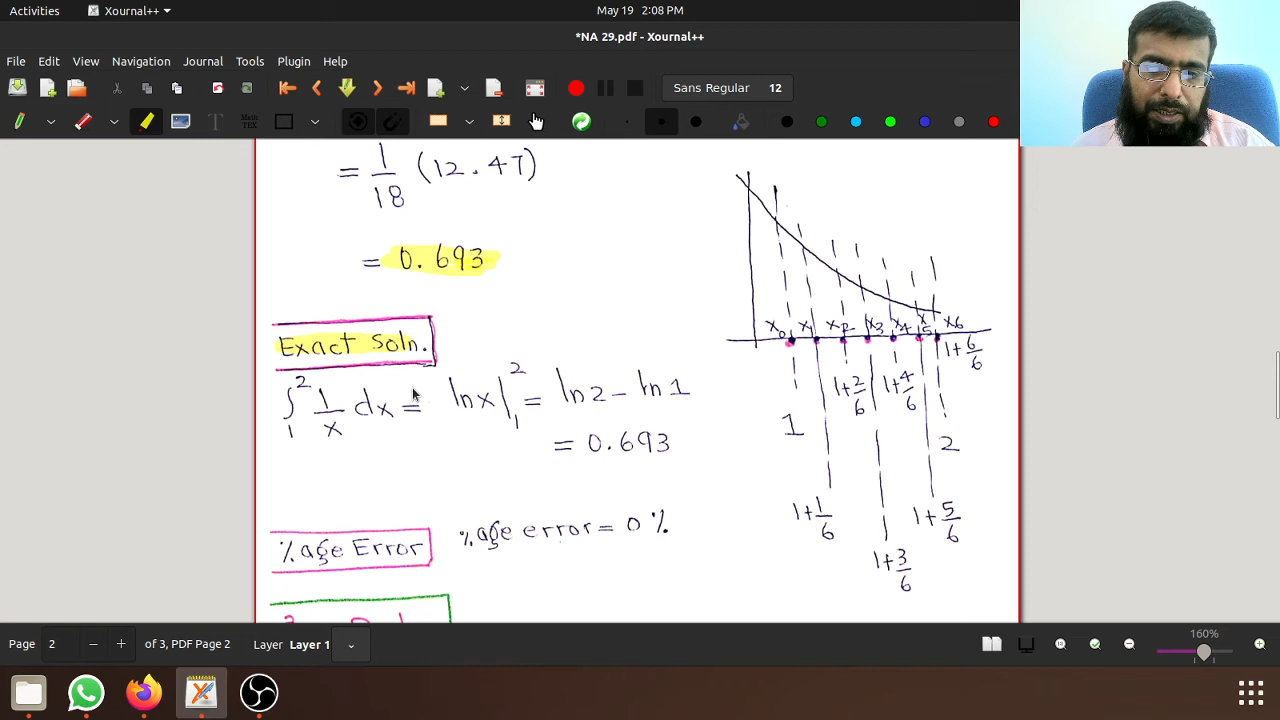 Activities Xournal++ May 19 2:08 PM
*NA 29.pdf - Xournal++
File Edit View Navigation Journal Tools Plugin Help
Sans Regular 12
= 1/18 (12.47)
= 0.693
Exact Soln.
∫₁² 1/x dx = ln x |₁² = ln 2 - ln 1
= 0.693
%age Error
%age error = 0 %
x₀ x₁ x₂ x₃ x₄ x₅ x₆
1+6/6
1+2/6 1+4/6
1 2
1+1/6 1+5/6
1+3/6
Page 2 of 3, PDF Page 2 Layer Layer 1 160%